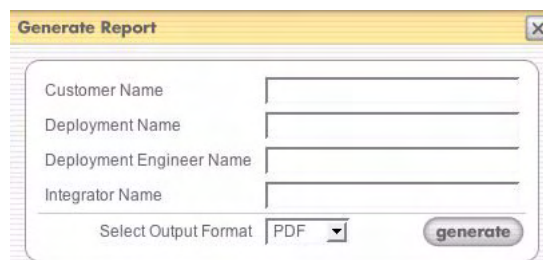 Generate Report
Customer Name
Deployment Name
Deployment Engineer Name
Integrator Name
Select Output Format PDF generate